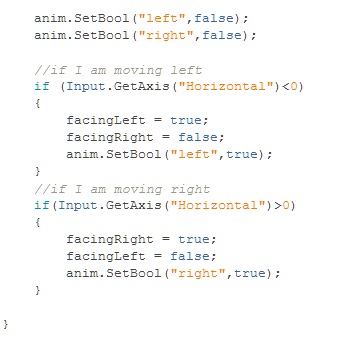 anim.SetBool("left",false);
anim.SetBool("right",false);
//if I am moving left
if (Input.GetAxis("Horizontal")<0)
{
facingLeft = true;
facingRight = false;
anim.SetBool("left",true);
}
//if I am moving right
if(Input.GetAxis("Horizontal")>0)
{
facingRight = true;
facingLeft = false;
anim.SetBool("right",true);
}
}